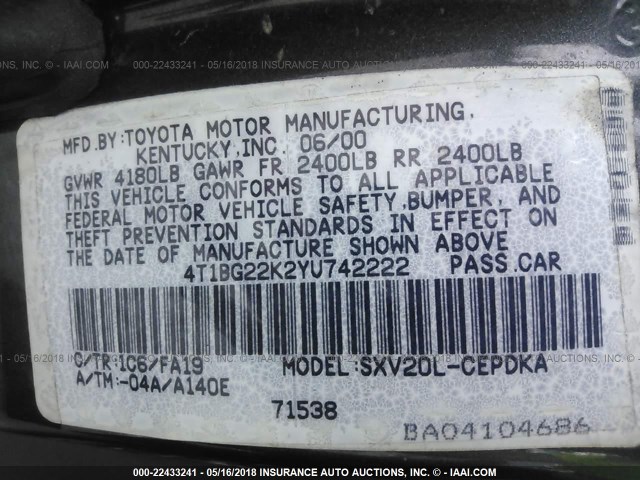 000-22433241 - 05/16/2018 INSURANCE AUTO AUCTIONS, INC. © - IAAI.COM
MFD.BY:TOYOTA MOTOR MANUFACTURING,
KENTUCKY,INC. 06/00
GVWR 4180LB GAWR FR 2400LB RR 2400LB
THIS VEHICLE CONFORMS TO ALL APPLICABLE
FEDERAL MOTOR VEHICLE SAFETY,BUMPER, AND
THEFT PREVENTION STANDARDS IN EFFECT ON
THE DATE OF MANUFACTURE SHOWN ABOVE
4T1BG22K2YU742222 PASS.CAR
C/TR:1C6/FA19 MODEL:SXV20L-CEPDKA
A/TM:-04A/A140E
71538
BA04104686
000-22433241 - 05/16/2018 INSURANCE AUTO AUCTIONS, INC. © - IAAI.COM